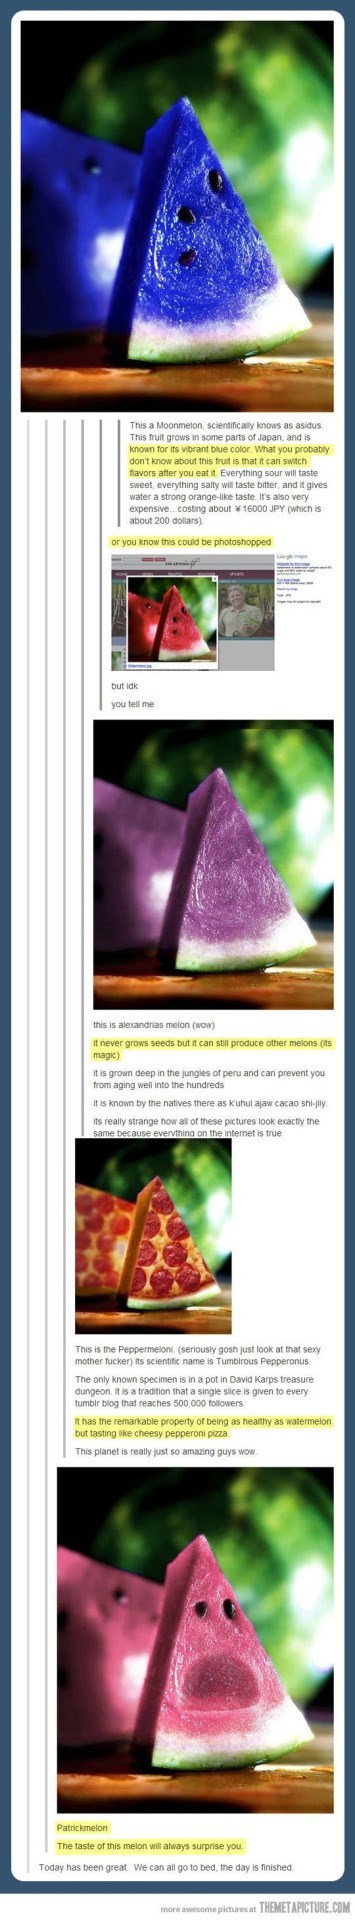 This a Moonmelon, scientifically knows as asidus.
This fruit grows in some parts of Japan, and is
known for its vibrant blue color. What you probably
don't know about this fruit is that it can switch
flavors after you eat it. Everything sour will taste
sweet, everything salty will taste bitter, and it gives
water a strong orange-like taste. It's also very
expensive...costing about ￥16000 JPY (which is
about 200 dollars).
or you know this could be photoshopped
Google images
but idk
you tell me
this is alexandrias melon (wow)
it never grows seeds but it can still produce other melons (its
magic)
it is grown deep in the jungles of peru and can prevent you
from aging well into the hundreds
it is known by the natives there as k'uhul ajaw cacao shi-jily.
its really strange how all of these pictures look exactly the
same because everything on the internet is true
This is the Peppermeloni. (seriously gosh just look at that sexy
mother fucker) Its scientific name is Tumblrous Pepperonus.
The only known specimen is in a pot in David Karps treasure
dungeon. It is a tradition that a single slice is given to every
tumblr blog that reaches 500,000 followers.
It has the remarkable property of being as healthy as watermelon
but tasting like cheesy pepperoni pizza.
This planet is really just so amazing guys wow.
Patrickmelon
The taste of this melon will always surprise you.
Today has been great. We can all go to bed, the day is finished.
more awesome pictures at THEMETAPICTURE.COM